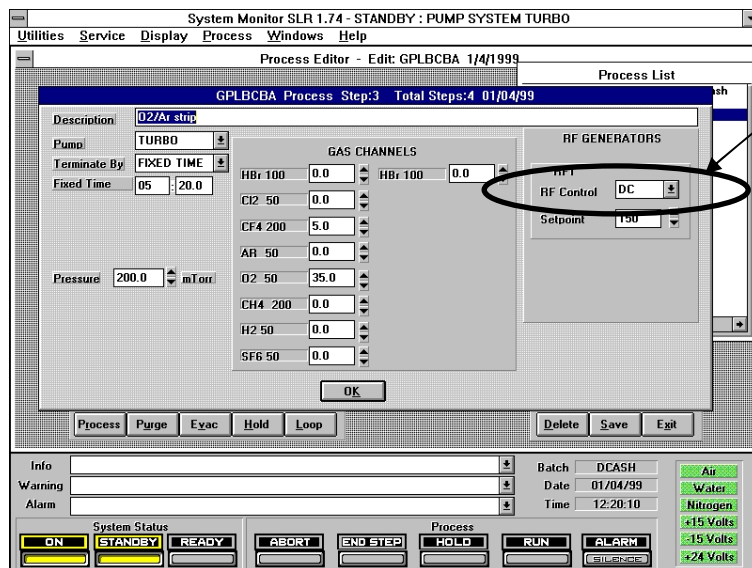 System Monitor SLR 1.74 - STANDBY : PUMP SYSTEM TURBO
Utilities Service Display Process Windows Help
Process Editor - Edit: GPLBCBA 1/4/1999
Process List
GPLBCBA Process Step:3 Total Steps:4 01/04/99
Description O2/Ar strip
Pump TURBO
Terminate By FIXED TIME
Fixed Time 05 : 20.0
Pressure 200.0 mTorr
GAS CHANNELS
HBr 100 0.0 HBr 100 0.0
Cl2 50 0.0
CF4 200 5.0
AR 50 0.0
O2 50 35.0
CH4 200 0.0
H2 50 0.0
SF6 50 0.0
RF GENERATORS
RF Control DC
Setpoint 150
OK
Process Purge Evac Hold Loop
Delete Save Exit
Info
Warning
Alarm
Batch DCASH
Date 01/04/99
Time 12:20:10
Air
Water
Nitrogen
+15 Volts
-15 Volts
+24 Volts
System Status
ON STANDBY READY
Process
ABORT END STEP HOLD RUN ALARM
SILENCE